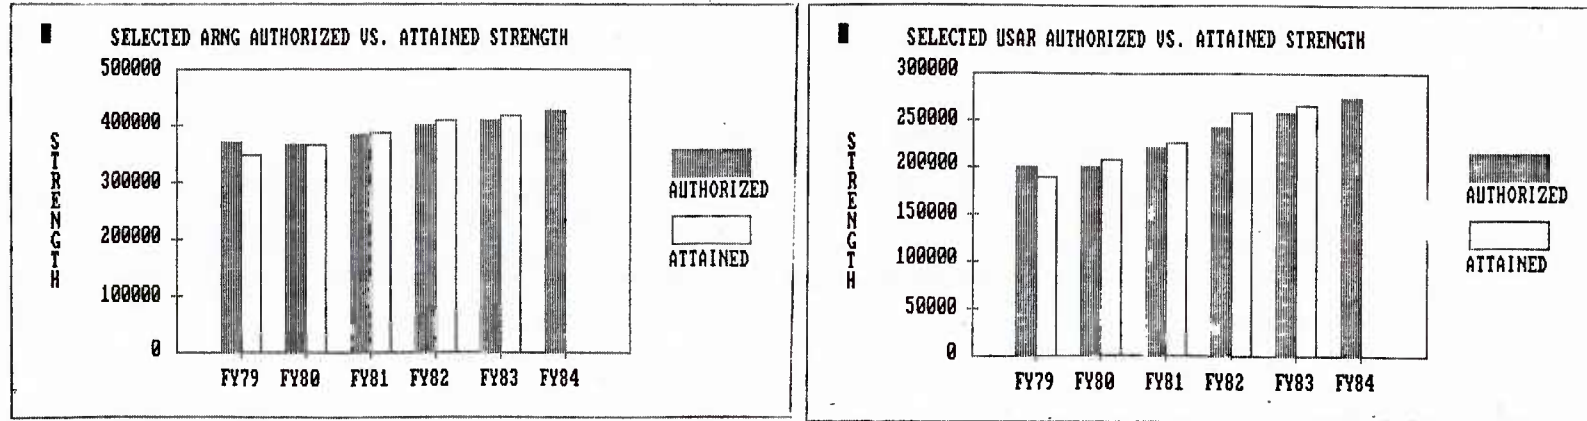 SELECTED ARNG AUTHORIZED VS. ATTAINED STRENGTH
500000
400000
300000
200000
100000
0
STRENGTH
FY79 FY80 FY81 FY82 FY83 FY84
AUTHORIZED
ATTAINED
SELECTED USAR AUTHORIZED VS. ATTAINED STRENGTH
300000
250000
200000
150000
100000
50000
0
STRENGTH
FY79 FY80 FY81 FY82 FY83 FY84
AUTHORIZED
ATTAINED